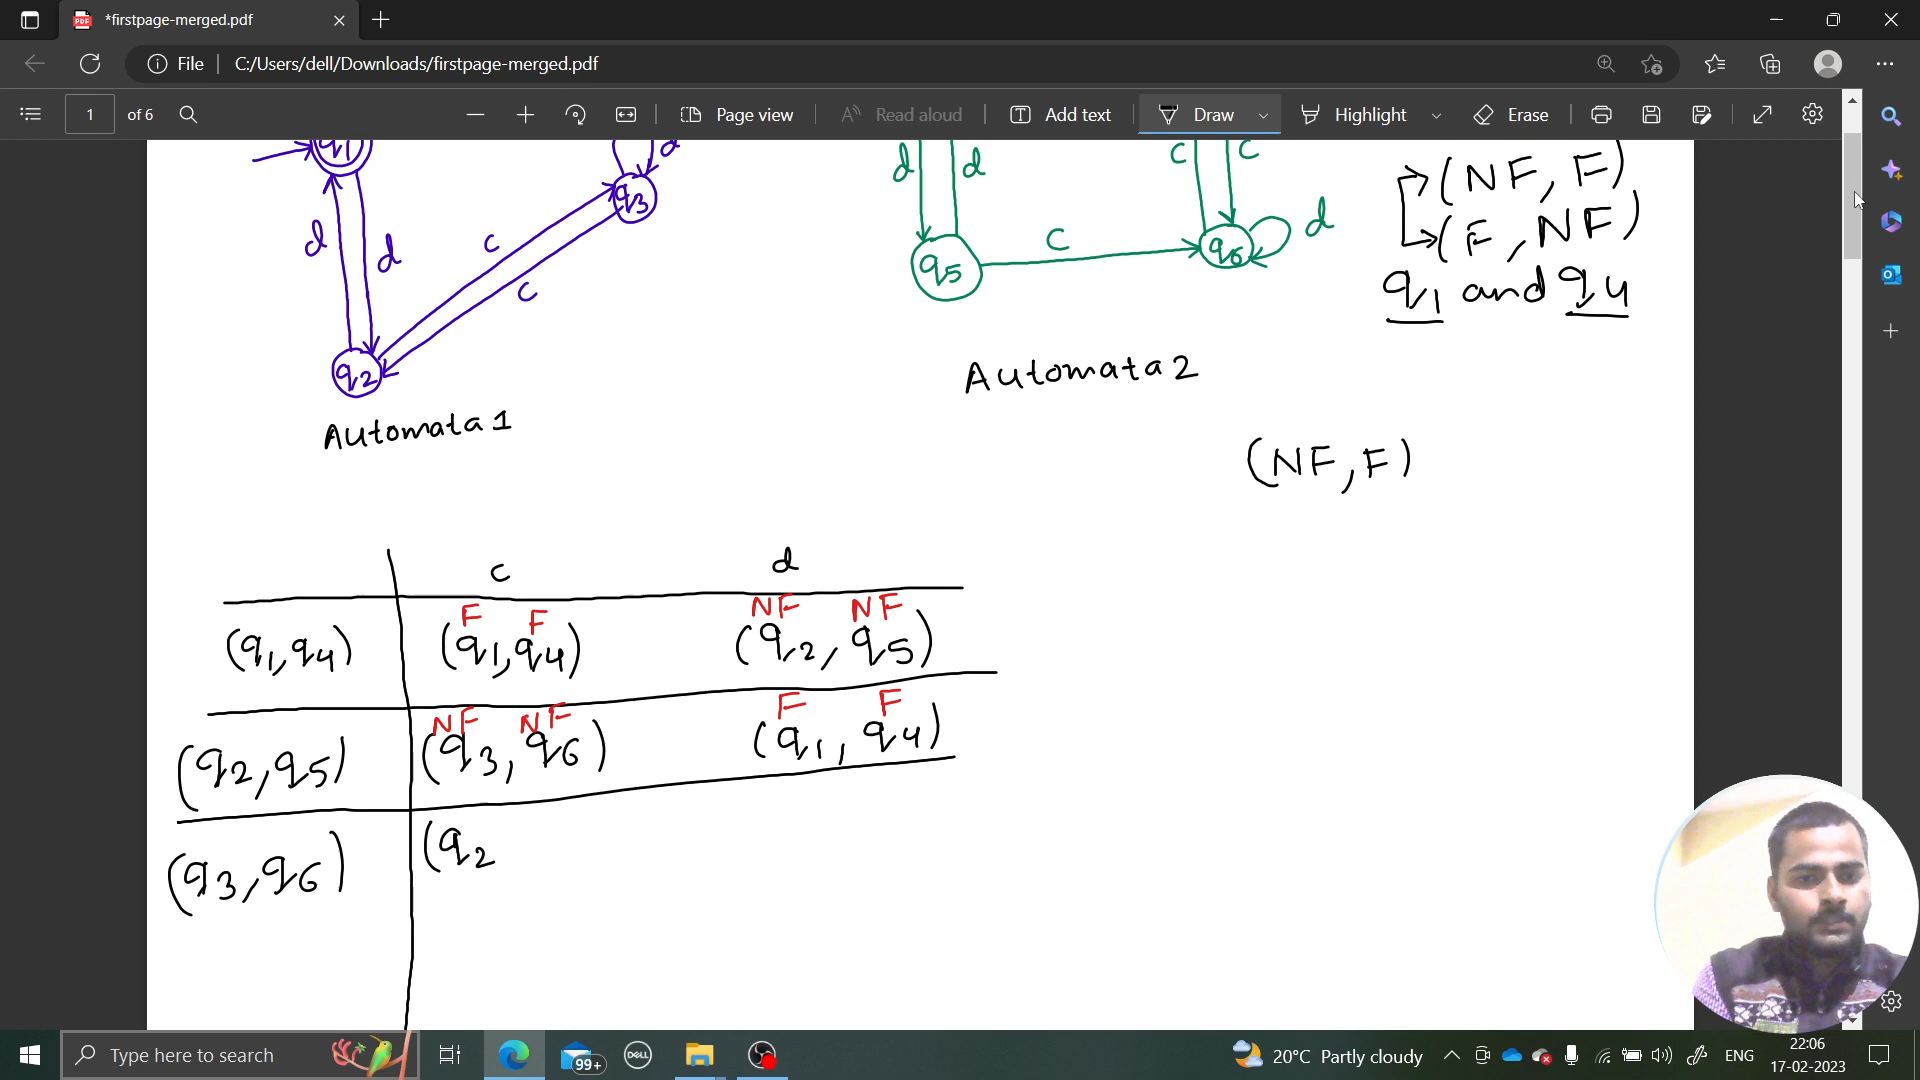 *firstpage-merged.pdf
File C:/Users/dell/Downloads/firstpage-merged.pdf
1 of 6 Page view Read aloud Add text Draw Highlight Erase
q1 d
q3
d d
c
c
q2
Automata 1
d d
c c
q5 c q6 d
Automata 2
(NF, F)
(F, NF)
q1 and q4
(NF, F)
c d
F F NF NF
(q1, q4) (q1, q4) (q2, q5)
NF NF F F
(q2, q5) (q3, q6) (q1, q4)
(q3, q6) (q2
Type here to search
99+
DELL
20°C Partly cloudy
ENG
22:06
17-02-2023